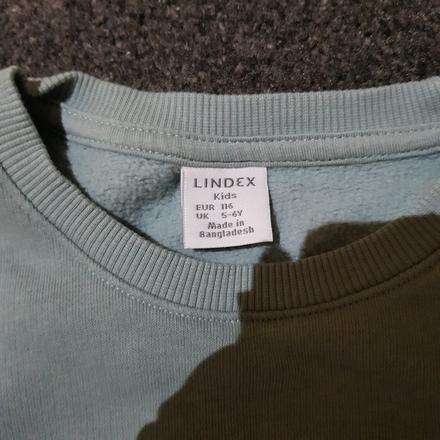 LINDEX
Kids
EUR 116
UK 5-6Y
Made in
Bangladesh